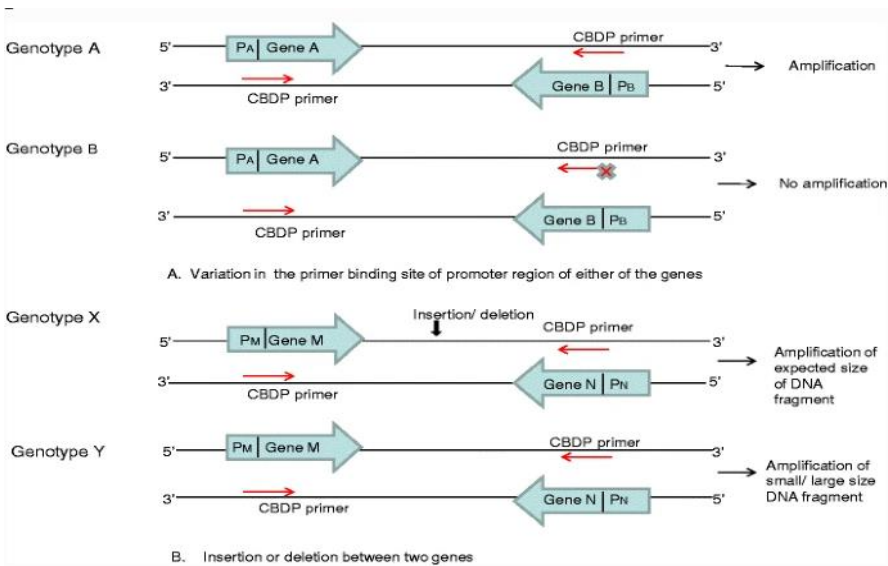 Genotype A
5'
PA Gene A
CBDP primer
3'
3'
CBDP primer
Gene B PB
5'
Amplification
Genotype B
5'
PA Gene A
CBDP primer
3'
3'
CBDP primer
Gene B PB
5'
No amplification
A. Variation in the primer binding site of promoter region of either of the genes
Genotype X
5'
PM Gene M
Insertion/ deletion
CBDP primer
3'
3'
CBDP primer
Gene N PN
5'
Amplification of
expected size
of DNA
fragment
Genotype Y
5'
PM Gene M
CBDP primer
3'
3'
CBDP primer
Gene N PN
5'
Amplification of
small/ large size
DNA fragment
B. Insertion or deletion between two genes